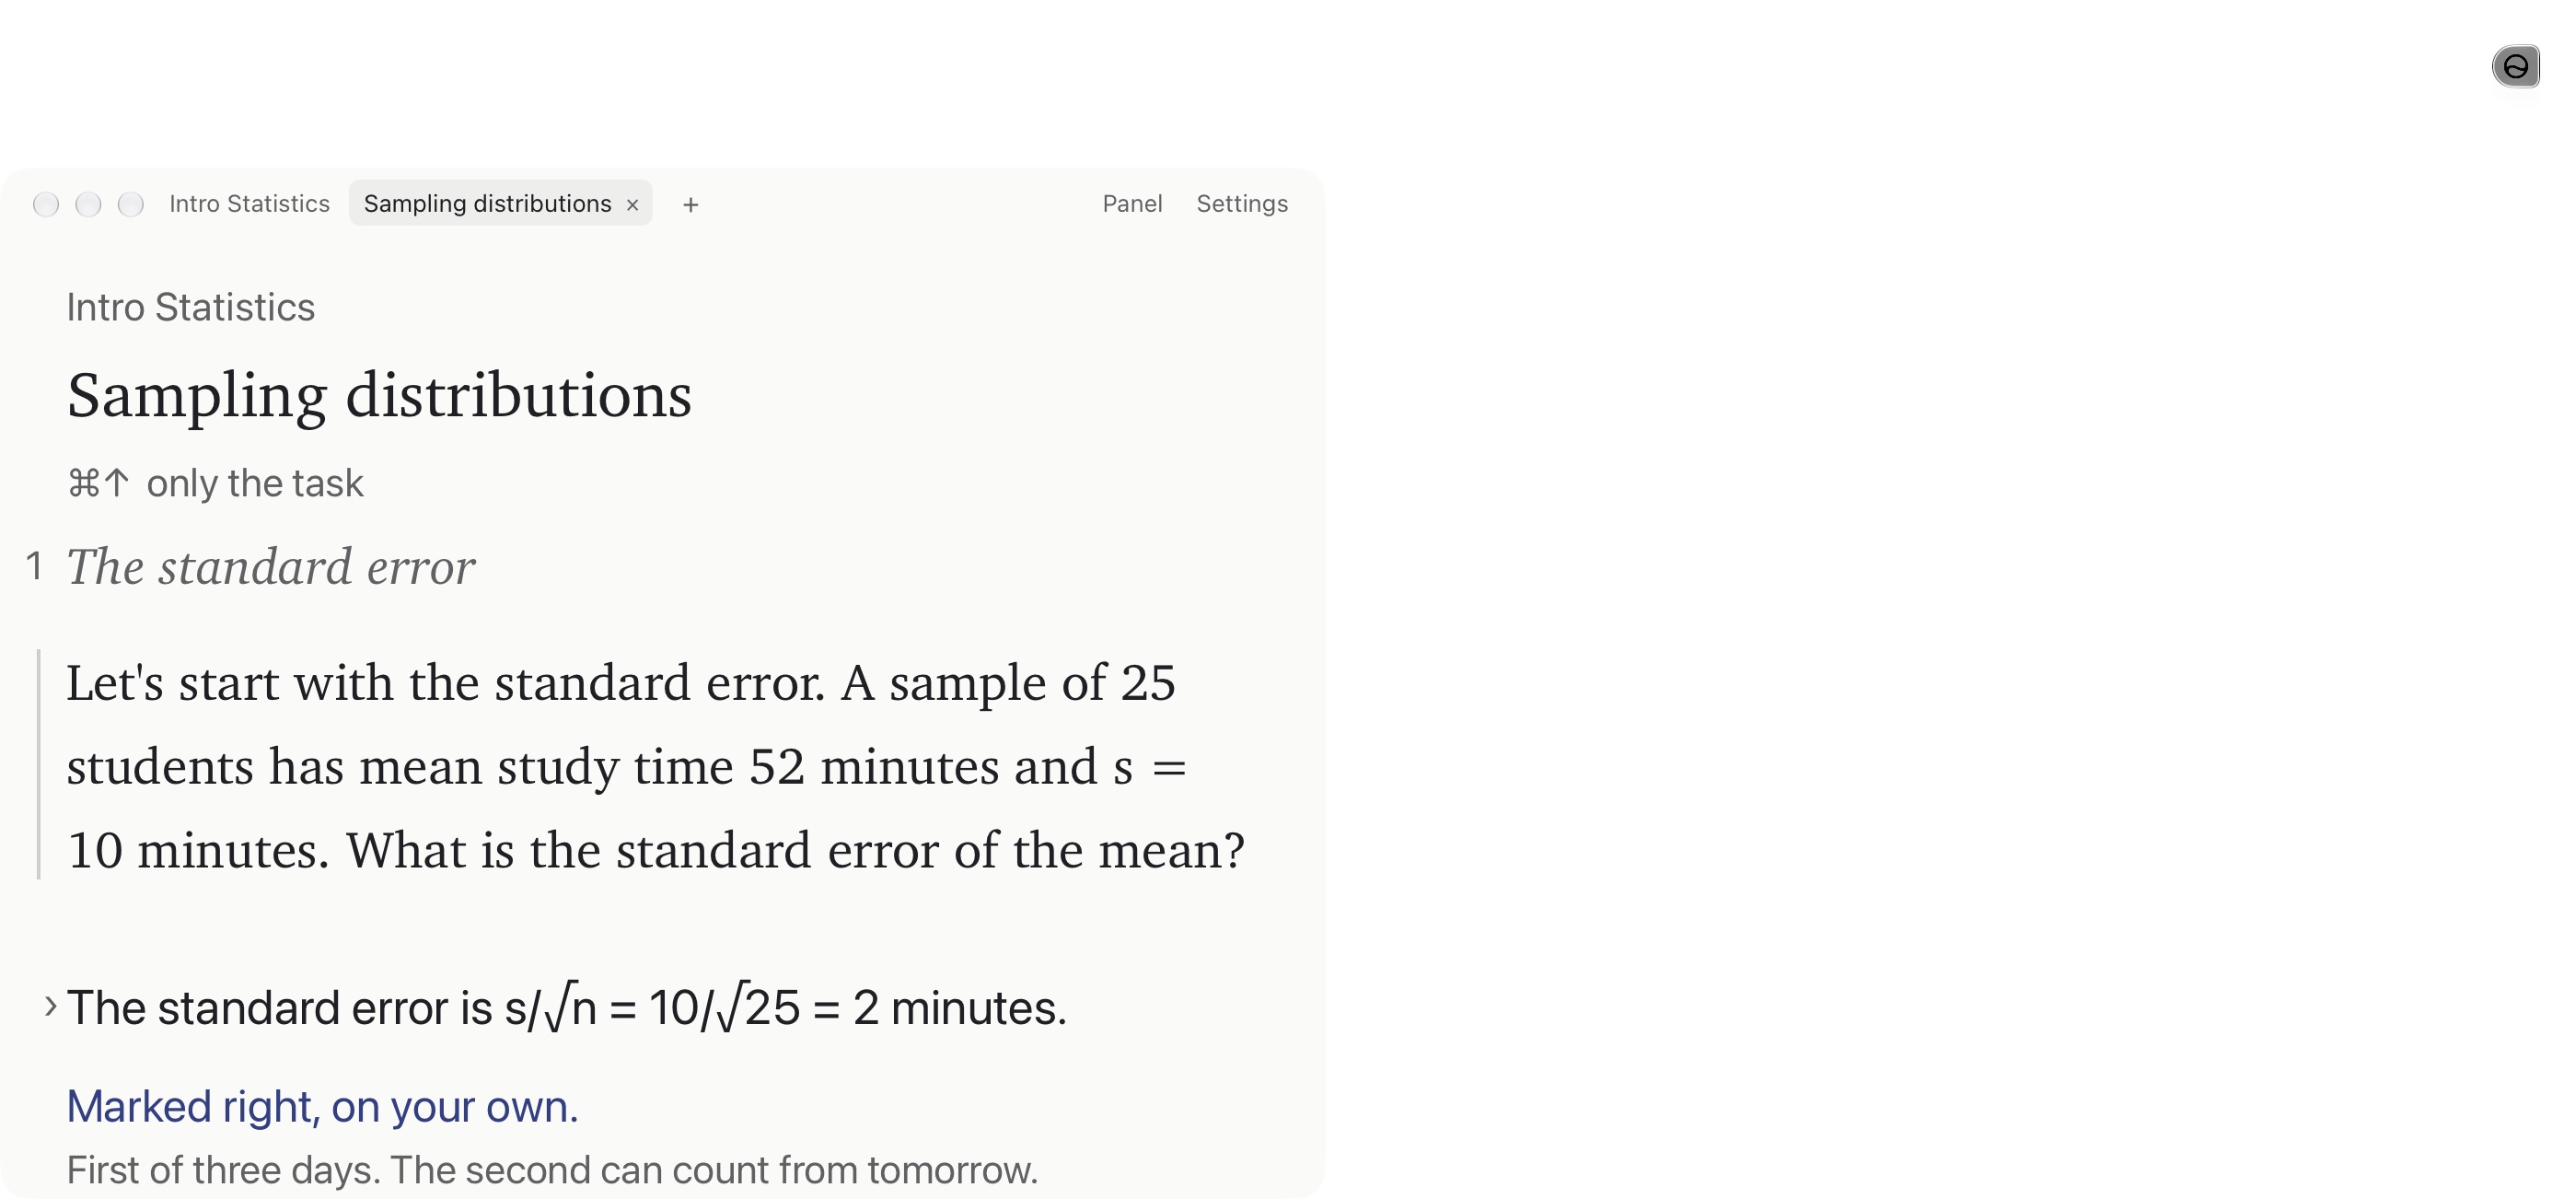 Intro Statistics
Sampling distributions ×
+
Panel
Settings
Intro Statistics
Sampling distributions
⌘↑ only the task
1 The standard error
Let's start with the standard error. A sample of 25
students has mean study time 52 minutes and s =
10 minutes. What is the standard error of the mean?
› The standard error is s/√n = 10/√25 = 2 minutes.
Marked right, on your own.
First of three days. The second can count from tomorrow.